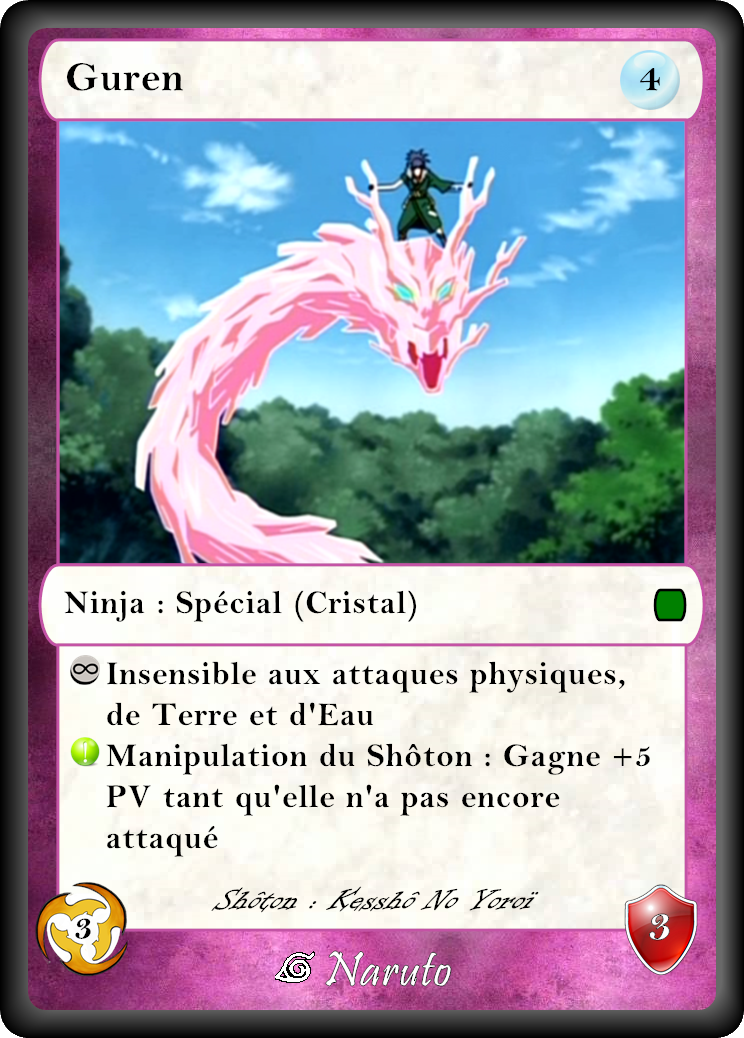 Guren
4
Ninja : Spécial (Cristal)
∞ Insensible aux attaques physiques,
de Terre et d'Eau
! Manipulation du Shôton : Gagne +5
PV tant qu'elle n'a pas encore
attaqué
Shôton : Kesshô No Yoroï
3
3
Naruto